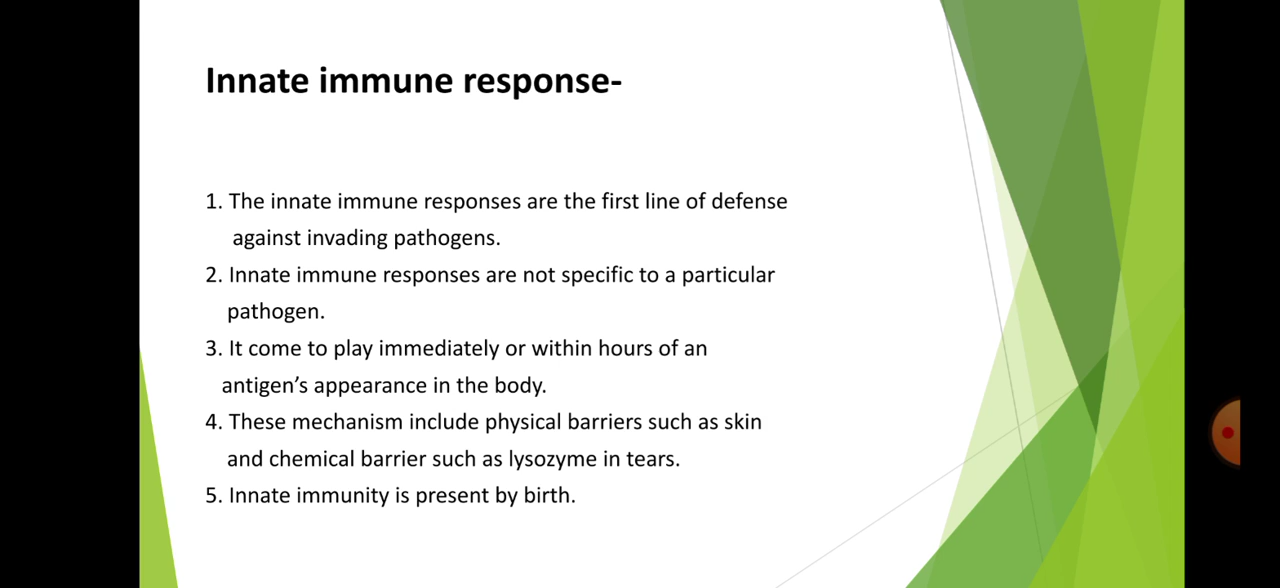 Innate immune response-
1. The innate immune responses are the first line of defense
against invading pathogens.
2. Innate immune responses are not specific to a particular
pathogen.
3. It come to play immediately or within hours of an
antigen’s appearance in the body.
4. These mechanism include physical barriers such as skin
and chemical barrier such as lysozyme in tears.
5. Innate immunity is present by birth.